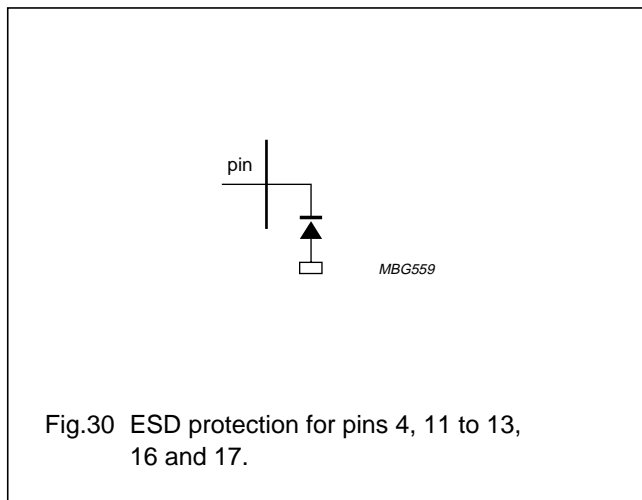 pin
MBG559
Fig.30 ESD protection for pins 4, 11 to 13,
16 and 17.